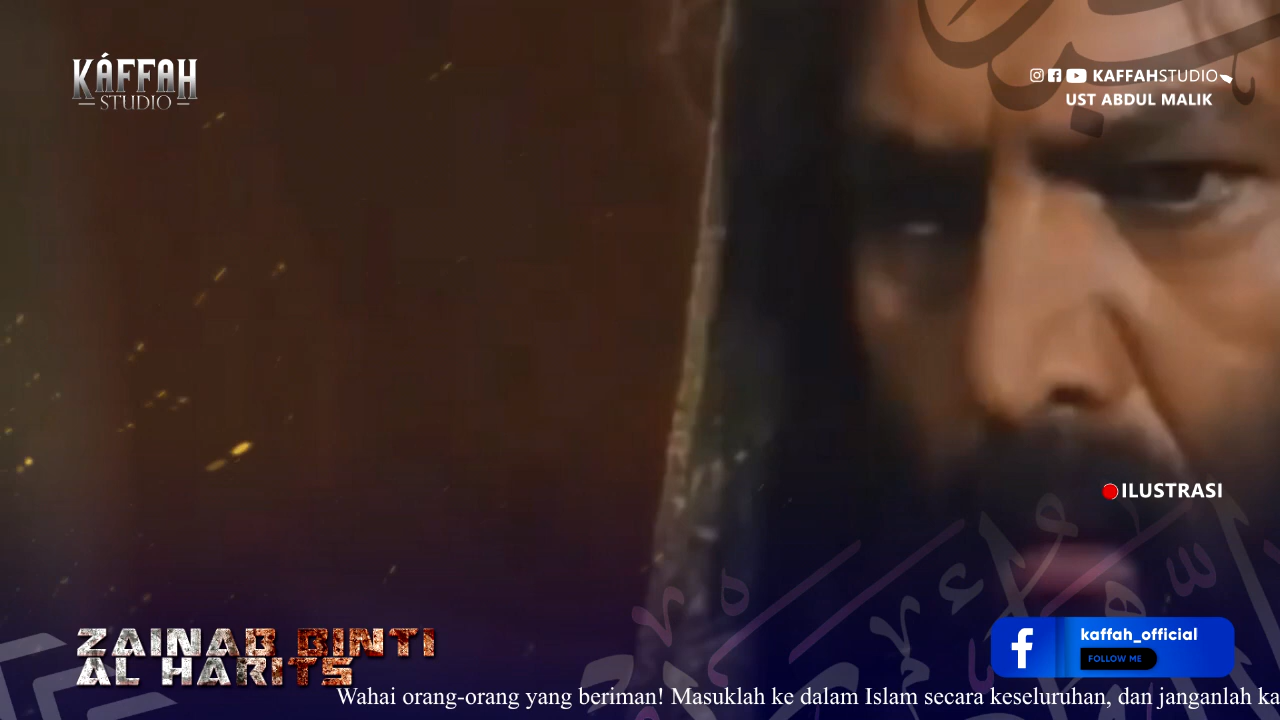 KÁFFAH
STUDIO
KAFFAHSTUDIO
UST ABDUL MALIK
ILUSTRASI
ZAINAB BINTI
AL HARITS
kaffah_official
FOLLOW ME
Wahai orang-orang yang beriman! Masuklah ke dalam Islam secara keseluruhan, dan janganlah ka